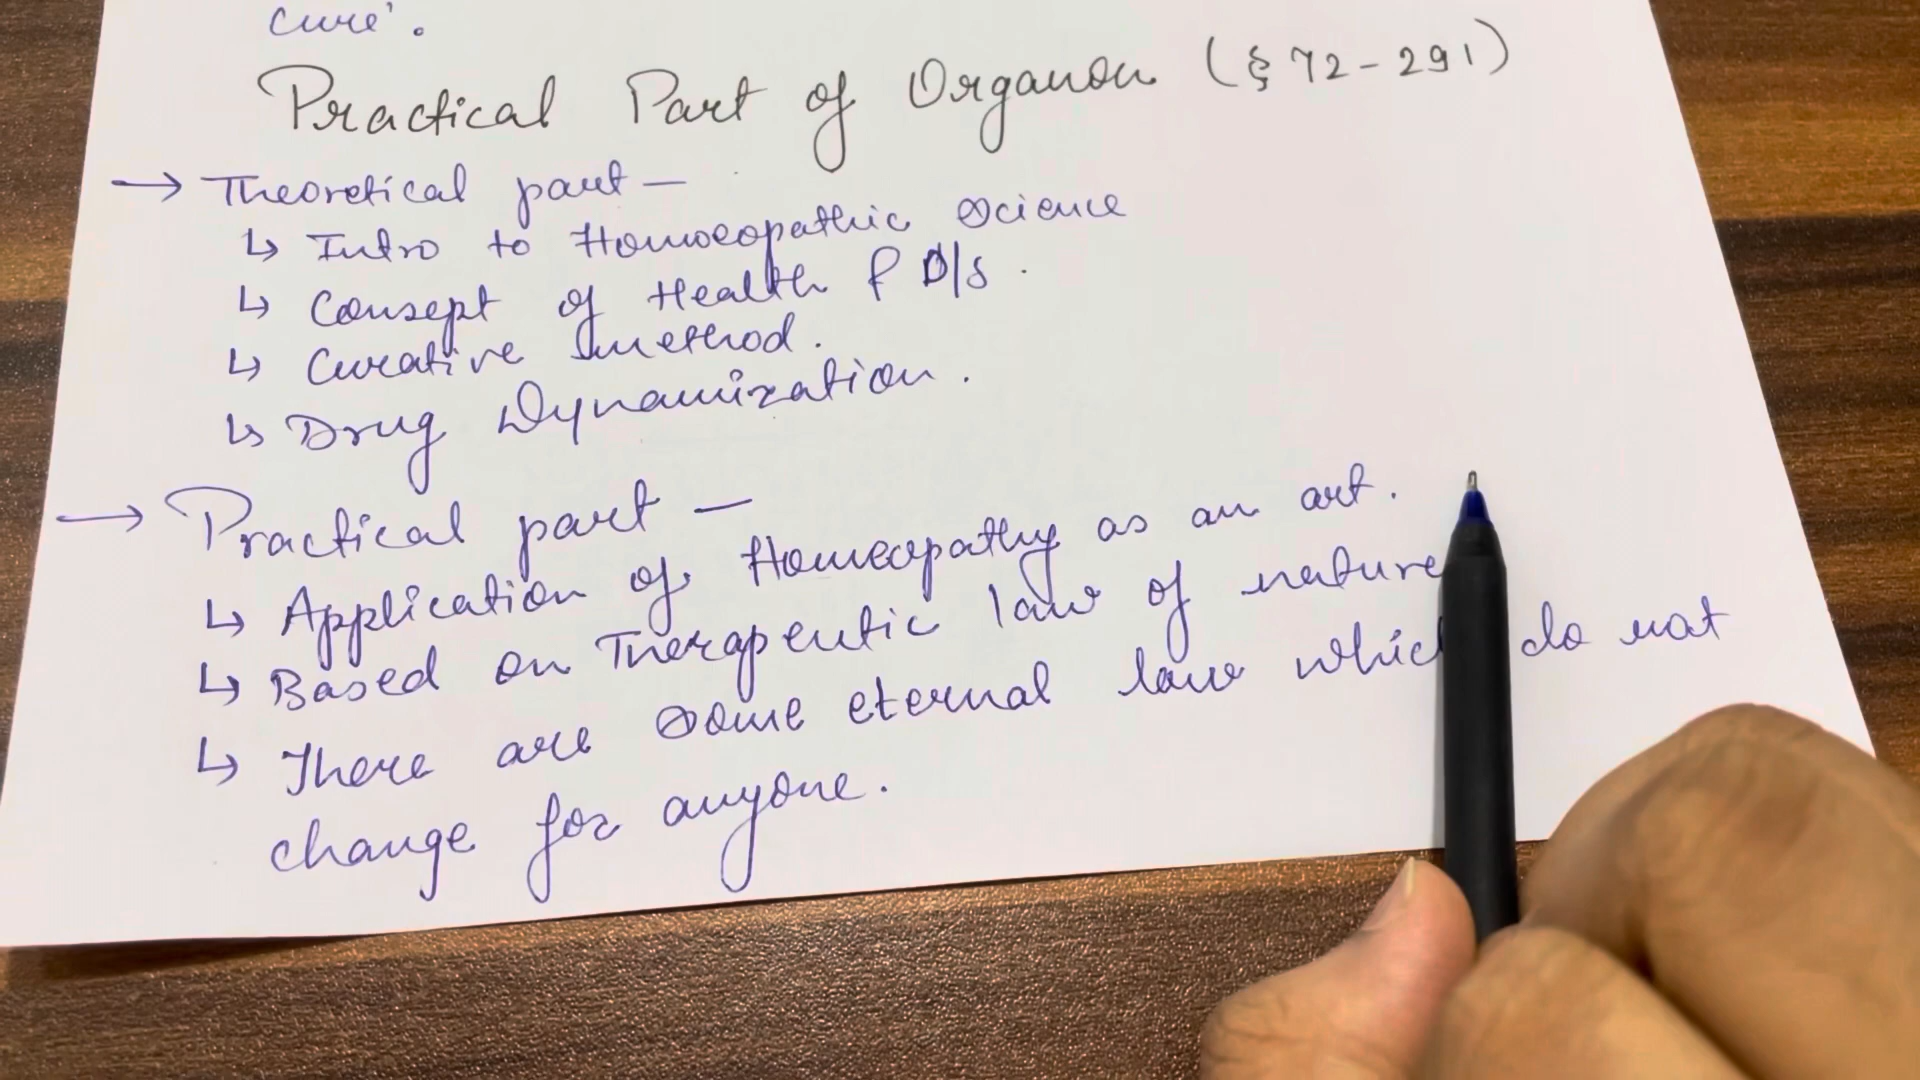 cure'.
Practical Part of Organon (§ 72-291)
→ Theoretical part —
↳ Intro to Homoeopathic science
↳ Consept of Health & D/s.
↳ Curative method.
↳ Drug Dynamization.
→ Practical part —
↳ Application of Homeopathy as an art.
↳ Based on Therapeutic law of nature
↳ There are some eternal law which do not
change for anyone.